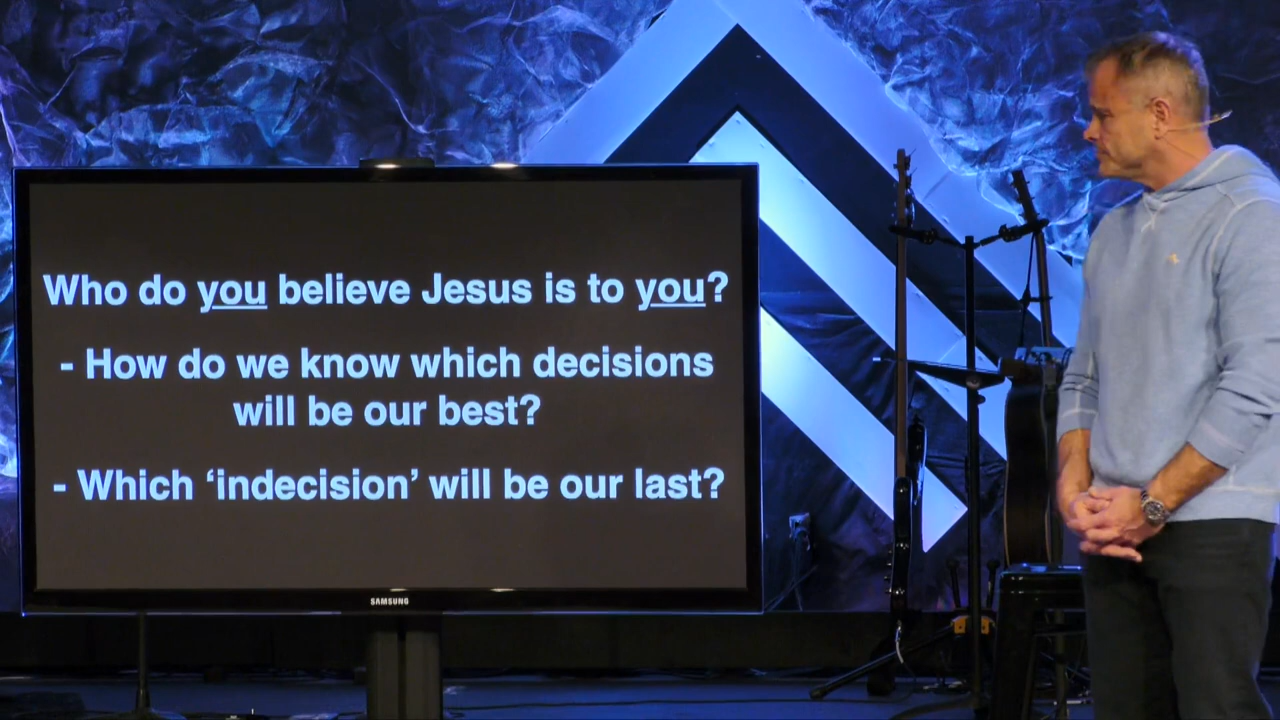 Who do you believe Jesus is to you?
- How do we know which decisions
will be our best?
- Which ‘indecision’ will be our last?
SAMSUNG